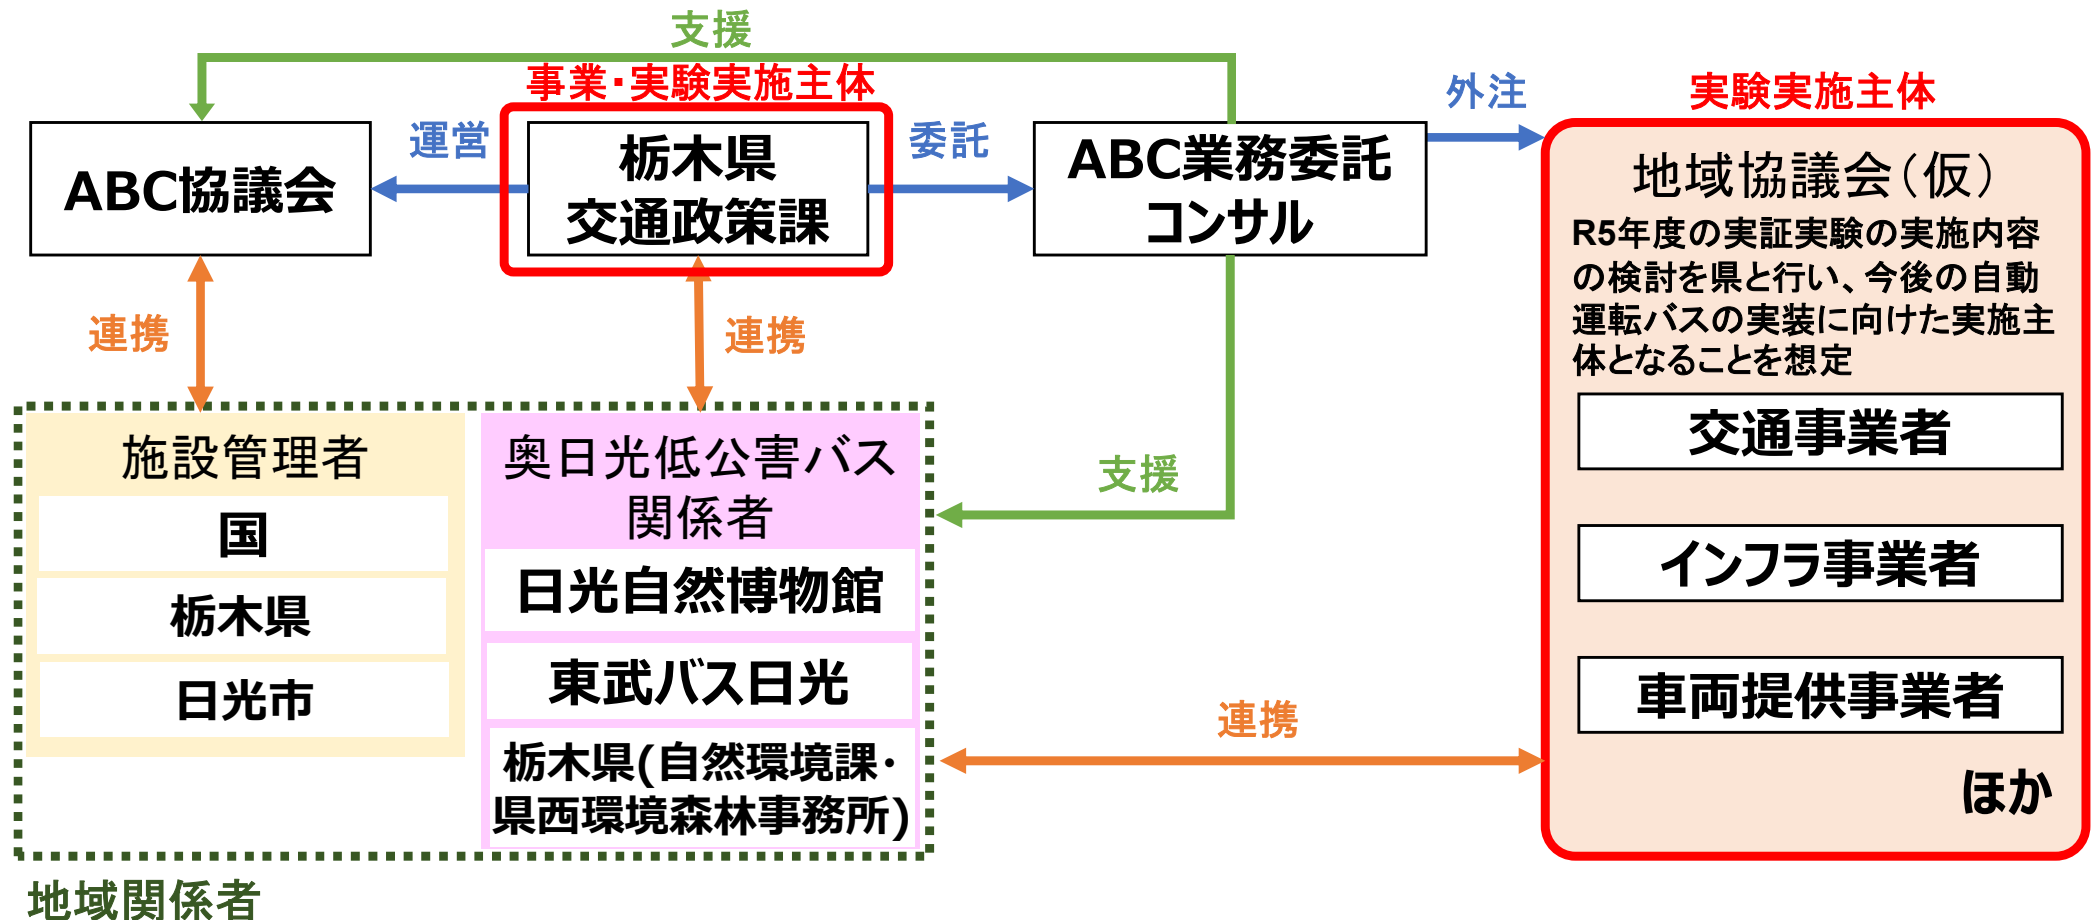 支援
事業・実験実施主体
外注
実験実施主体
ABC協議会
運営
栃木県
交通政策課
委託
ABC業務委託
コンサル
地域協議会（仮）
R5年度の実証実験の実施内容
の検討を県と行い、今後の自動
運転バスの実装に向けた実施主
体となることを想定
連携
連携
交通事業者
インフラ事業者
車両提供事業者
ほか
支援
施設管理者
国
栃木県
日光市
奥日光低公害バス
関係者
日光自然博物館
東武バス日光
栃木県(自然環境課・
県西環境森林事務所)
連携
地域関係者